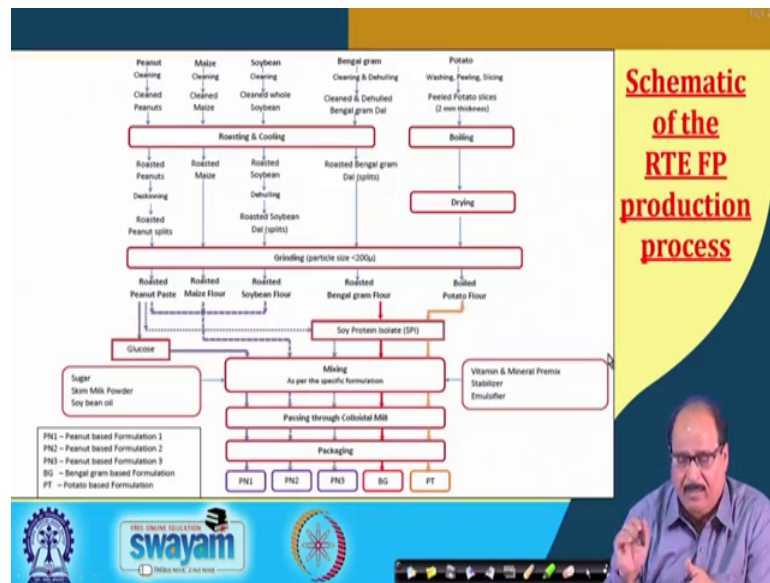 Peanut Maize Soybean Bengal gram Potato
Cleaning Cleaning Cleaning Cleaning & Dehulling Washing, Peeling, Slicing
Cleaned Peanuts
Cleaned Maize
Cleaned whole Soybean
Cleaned & Dehulled Bengal gram Dal
Peeled Potato slices
(2 mm thickness)
Roasting & Cooling
Boiling
Roasted Peanuts
Roasted Maize
Roasted Soybean
Roasted Bengal gram Dal (splits)
Deskinning
Dehulling
Drying
Roasted Peanut splits
Roasted Soybean Dal (splits)
Grinding (particle size <200µ)
Roasted Peanut Paste
Roasted Maize Flour
Roasted Soybean Flour
Roasted Bengal gram Flour
Boiled Potato Flour
Soy Protein Isolate (SPI)
Glucose
Mixing
As per the specific formulation
Sugar
Skim Milk Powder
Soy bean oil
Vitamin & Mineral Premix
Stabilizer
Emulsifier
Passing through Colloidal Mill
Packaging
PN1 PN2 PN3 BG PT
PN1 – Peanut based Formulation 1
PN2 – Peanut based Formulation 2
PN3 – Peanut based Formulation 3
BG – Bengal gram based Formulation
PT – Potato based Formulation
Schematic
of the
RTE FP
production
process
FREE ONLINE EDUCATION
swayam